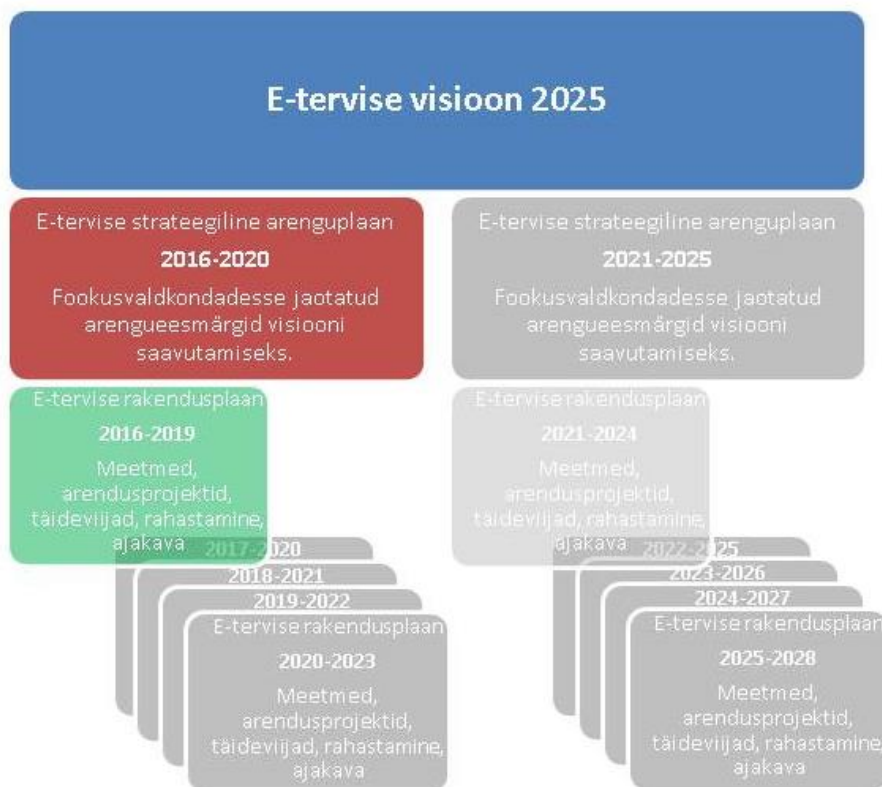 E-tervise visioon 2025
E-tervise strateegiline arenguplaan
2016-2020
Fookusvaldkondadesse jaotatud
arengueesmärgid visiooni
saavutamiseks.
E-tervise strateegiline arenguplaan
2021-2025
Fookusvaldkondadesse jaotatud
arengueesmärgid visiooni
saavutamiseks.
E-tervise rakendusplaan
2016-2019
Meetmed,
arendusprojektid,
täideviijad, rahastamine,
ajakava
2017-2020
2018-2021
2019-2022
E-tervise rakendusplaan
2020-2023
Meetmed,
arendusprojektid,
täideviijad, rahastamine,
ajakava
E-tervise rakendusplaan
2021-2024
Meetmed,
arendusprojektid,
täideviijad, rahastamine,
ajakava
2022-2025
2023-2026
2024-2027
E-tervise rakendusplaan
2025-2028
Meetmed,
arendusprojektid,
täideviijad, rahastamine,
ajakava